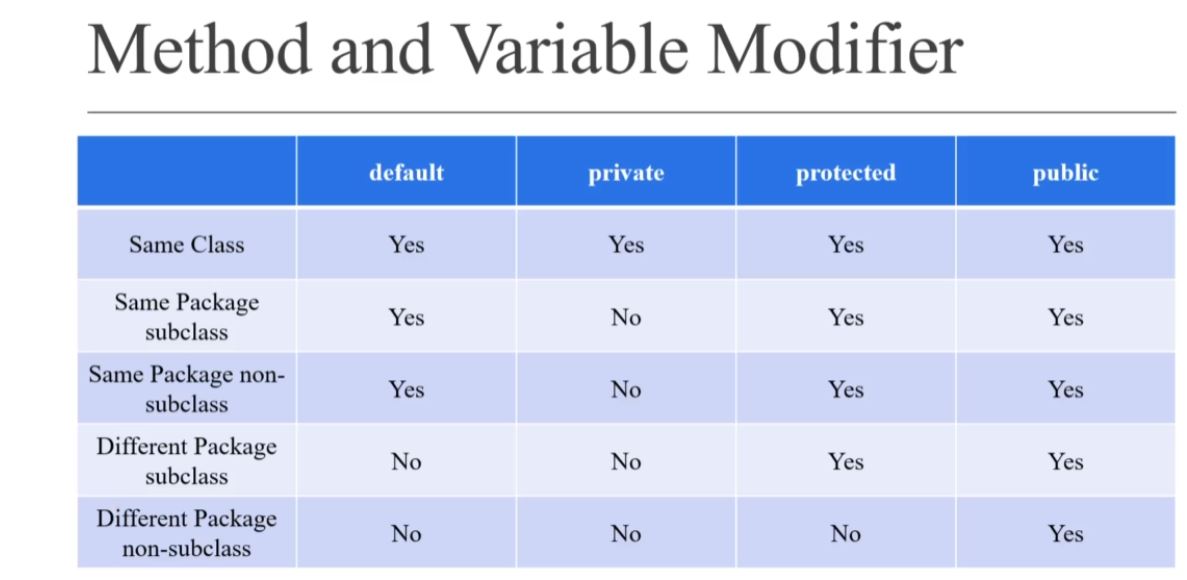 Method and Variable Modifier
default private protected public
Same Class Yes Yes Yes Yes
Same Package
subclass
Yes No Yes Yes
Same Package non-
subclass
Yes No Yes Yes
Different Package
subclass
No No Yes Yes
Different Package
non-subclass
No No No Yes